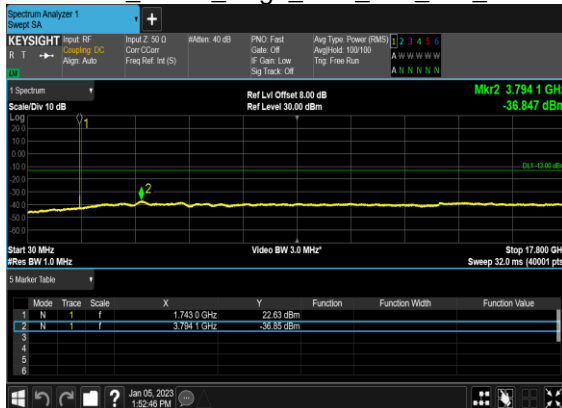 Spectrum Analyzer 1
Swept SA
+
KEYSIGHT Input: RF Input Z: 50 Ω #Atten: 40 dB PNO: Fast Avg Type: Power (RMS) 1 2 3 4 5 6
R T Coupling: DC Corr CCorr Gate: Off Avg|Hold: 100/100 A W W W W W
Align: Auto Freq Ref: Int (S) IF Gain: Low Trig: Free Run
Sig Track: Off A N N N N N
LXI
1 Spectrum Ref Lvl Offset 8.00 dB Mkr2 3.794 1 GHz
Scale/Div 10 dB Ref Level 30.00 dBm -36.847 dBm
Log 1
20.0
10.0
0.00
-10.0 DL1 -13.00 dBm
-20.0
-30.0 2
-40.0
-50.0
-60.0
Start 30 MHz Video BW 3.0 MHz* Stop 17.800 GH
#Res BW 1.0 MHz Sweep 32.0 ms (40001 pts
5 Marker Table
Mode Trace Scale X Y Function Function Width Function Value
1 N 1 f 1.743 0 GHz 22.63 dBm
2 N 1 f 3.794 1 GHz -36.85 dBm
3
4
5
6
? Jan 05, 2023
1:52:46 PM